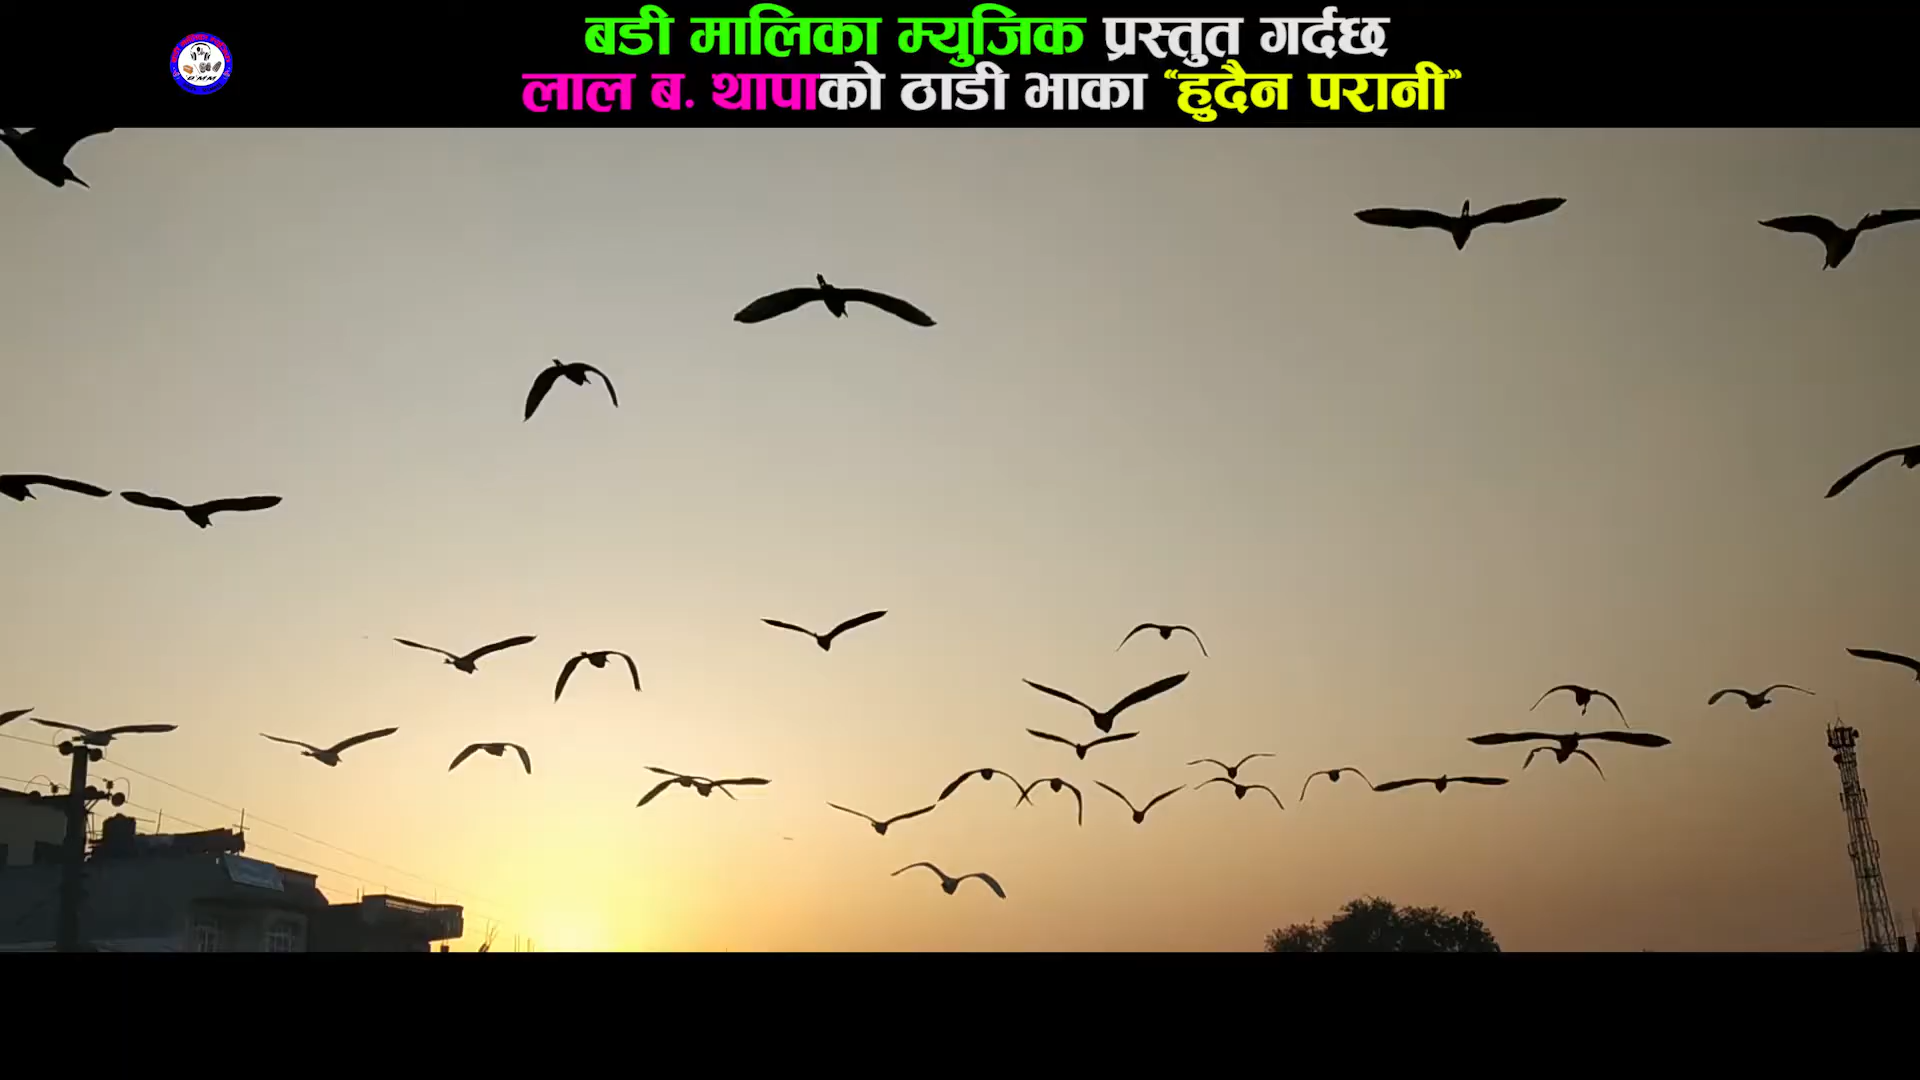 बडी मालिका म्युजिक प्रस्तुत गर्दछ
लाल ब. थापाको ठाडी भाका “हुदैन परानी”